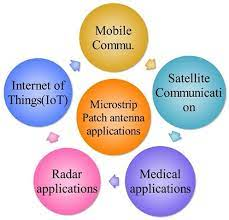 Mobile
Commu.
Satellite
Communicati
on
Medical
applications
Radar
applications
Internet of
Things(IoT)
Microstrip
Patch antenna
applications